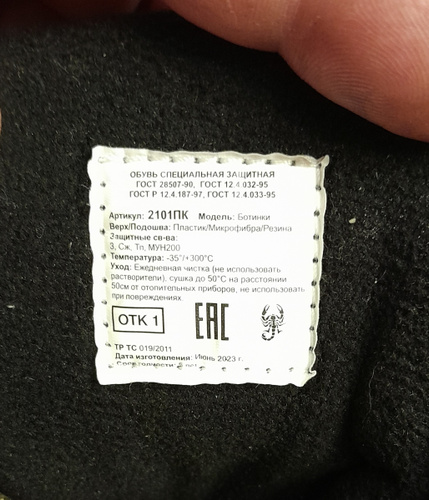 ОБУВЬ СПЕЦИАЛЬНАЯ ЗАЩИТНАЯ
ГОСТ 28507-90, ГОСТ 12.4.032-95
ГОСТ Р 12.4.187-97, ГОСТ 12.4.033-95
Артикул: 2101ПК Модель: Ботинки
Верх/Подошва: Пластик/Микрофибра/Резина
Защитные св-ва:
З, Сж, Тп, МУН200
Температура: -35°/+300°С
Уход: Ежедневная чистка (не использовать
растворители), сушка до 50°С на расстоянии
50см от отопительных приборов, не использовать
при повреждениях
ОТК 1 ЕАС
ТР ТС 019/2011
Дата изготовления: Июнь 2023 г.